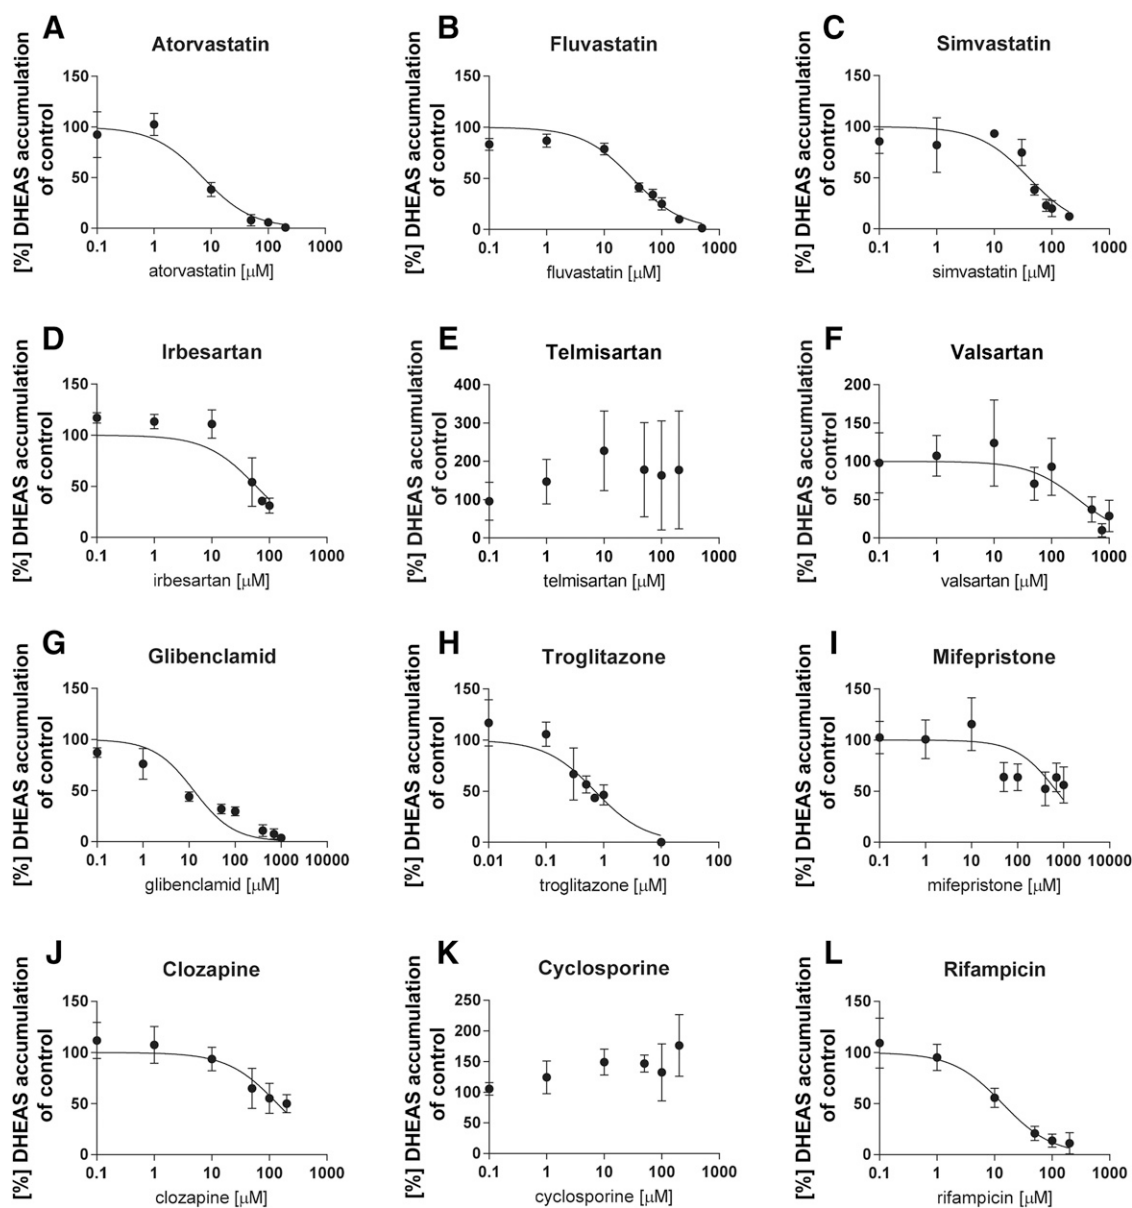 A
Atorvastatin
[%] DHEAS accumulation
of control
150
100
50
0
0.1 1 10 100 1000
atorvastatin [μM]
B
Fluvastatin
[%] DHEAS accumulation
of control
150
100
50
0
0.1 1 10 100 1000
fluvastatin [μM]
C
Simvastatin
[%] DHEAS accumulation
of control
150
100
50
0
0.1 1 10 100 1000
simvastatin [μM]
D
Irbesartan
[%] DHEAS accumulation
of control
150
100
50
0
0.1 1 10 100 1000
irbesartan [μM]
E
Telmisartan
[%] DHEAS accumulation
of control
400
300
200
100
0
0.1 1 10 100 1000
telmisartan [μM]
F
Valsartan
[%] DHEAS accumulation
of control
200
150
100
50
0
0.1 1 10 100 1000
valsartan [μM]
G
Glibenclamid
[%] DHEAS accumulation
of control
150
100
50
0
0.1 1 10 100 1000 10000
glibenclamid [μM]
H
Troglitazone
[%] DHEAS accumulation
of control
150
100
50
0
0.01 0.1 1 10 100
troglitazone [μM]
I
Mifepristone
[%] DHEAS accumulation
of control
150
100
50
0
0.1 1 10 100 1000 10000
mifepristone [μM]
J
Clozapine
[%] DHEAS accumulation
of control
150
100
50
0
0.1 1 10 100 1000
clozapine [μM]
K
Cyclosporine
[%] DHEAS accumulation
of control
250
200
150
100
50
0
0.1 1 10 100 1000
cyclosporine [μM]
L
Rifampicin
[%] DHEAS accumulation
of control
150
100
50
0
0.1 1 10 100 1000
rifampicin [μM]